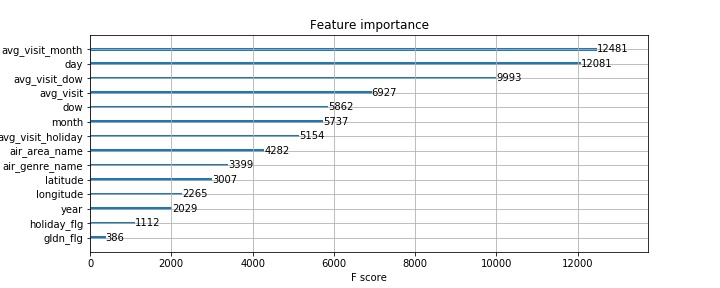 Feature importance
avg_visit_month 12481
day 12081
avg_visit_dow 9993
avg_visit 6927
dow 5862
month 5737
avg_visit_holiday 5154
air_area_name 4282
air_genre_name 3399
latitude 3007
longitude 2265
year 2029
holiday_flg 1112
gldn_flg 386
0 2000 4000 6000 8000 10000 12000
F score